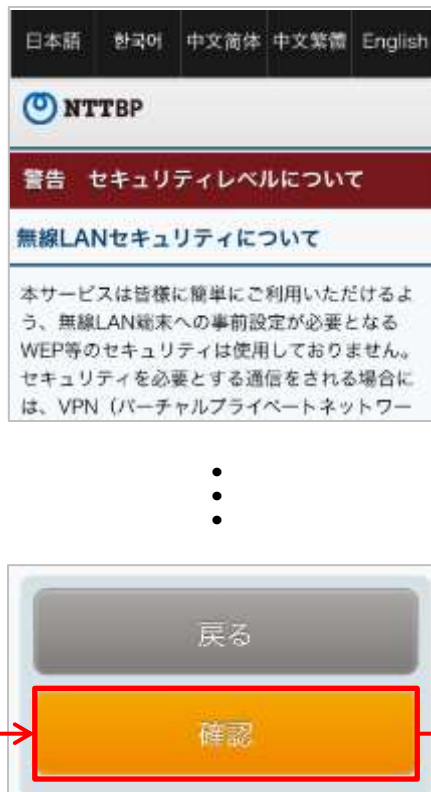 日本語 한국어 中文简体 中文繁體 English
NTTBP
警告 セキュリティレベルについて
無線LANセキュリティについて
本サービスは皆様に簡単にご利用いただけるよ
う、無線LAN端末への事前設定が必要となる
WEP等のセキュリティは使用しておりません。
セキュリティを必要とする通信をされる場合に
は、VPN（バーチャルプライベートネットワー
戻る
確認